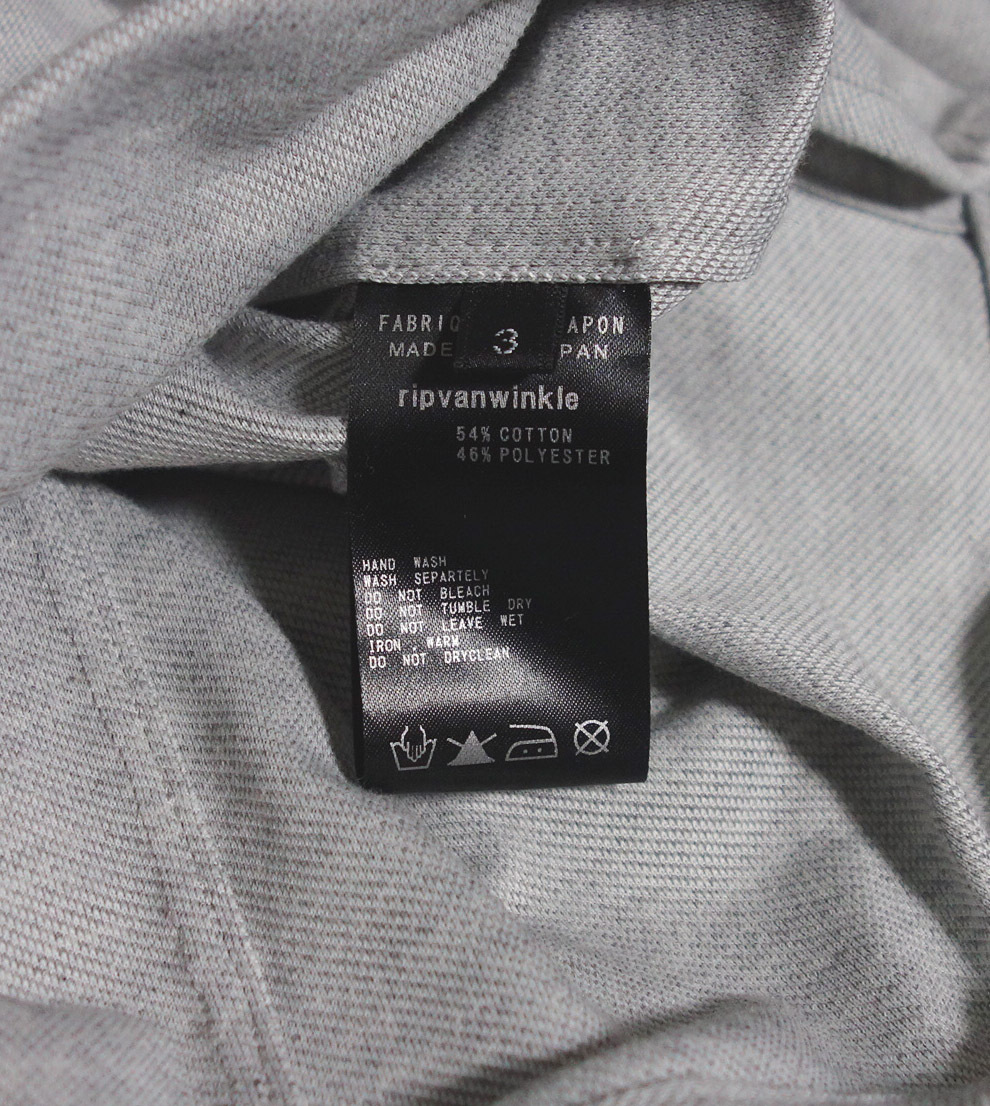 FABRIQ APON
MADE 3 PAN
ripvanwinkle
54% COTTON
46% POLYESTER
HAND WASH
WASH SEPARTELY
DO NOT BLEACH
DO NOT TUMBLE DRY
DO NOT LEAVE WET
IRON . WARM
DO NOT DRYCLEAN